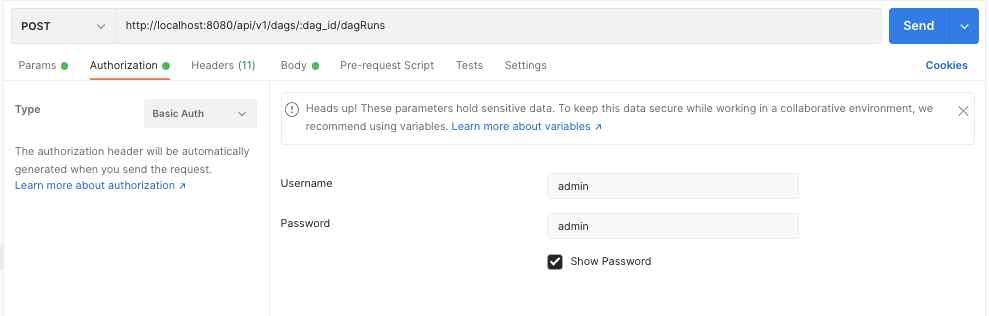 POST http://localhost:8080/api/v1/dags/:dag_id/dagRuns Send
Params Authorization Headers (11) Body Pre-request Script Tests Settings Cookies
Type Basic Auth
The authorization header will be automatically
generated when you send the request.
Learn more about authorization ↗
Heads up! These parameters hold sensitive data. To keep this data secure while working in a collaborative environment, we
recommend using variables. Learn more about variables ↗
Username admin
Password admin
Show Password